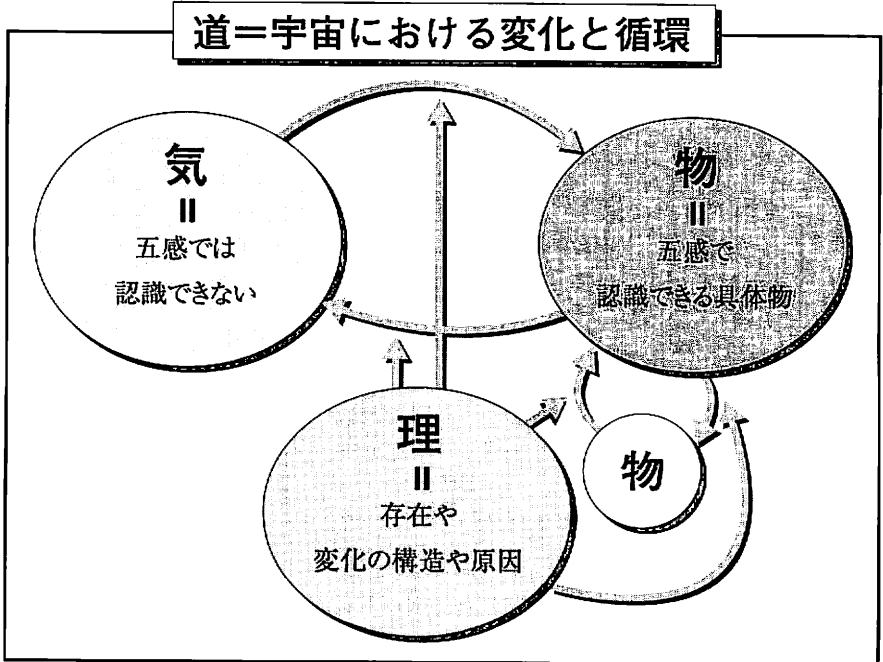 道＝宇宙における変化と循環
気
＝
五感では
認識できない
物
＝
五感で
認識できる具体物
理
＝
存在や
変化の構造や原因
物